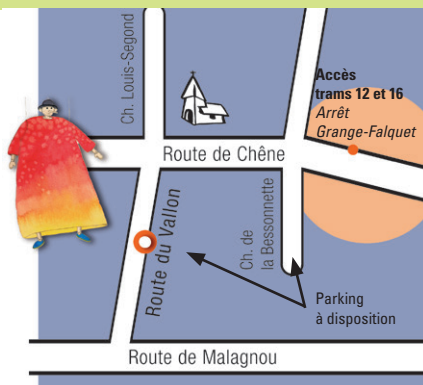 Ch. Louis-Segond
Accès
trams 12 et 16
Arrêt
Grange-Falquet
Route de Chêne
Route du Vallon
Ch. de
la Bessonnette
Parking
à disposition
Route de Malagnou